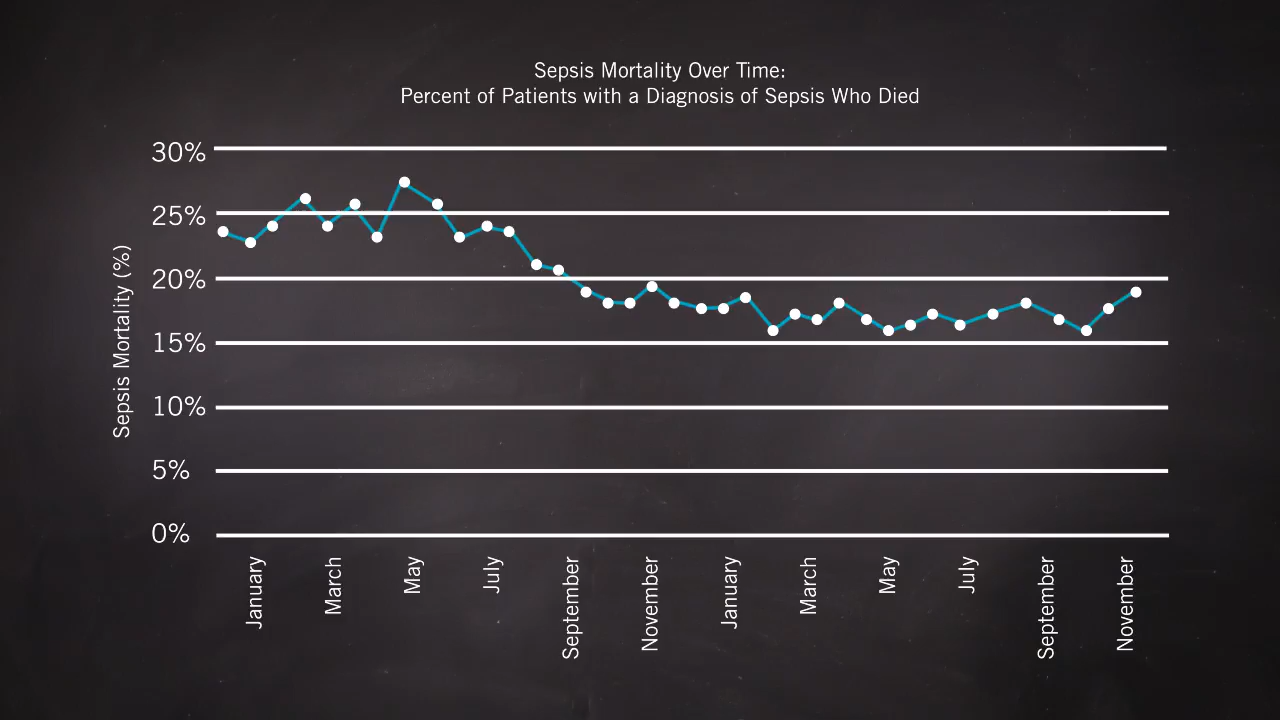 Sepsis Mortality Over Time:
Percent of Patients with a Diagnosis of Sepsis Who Died
Sepsis Mortality (%)
30%
25%
20%
15%
10%
5%
0%
January
March
May
July
September
November
January
March
May
July
September
November